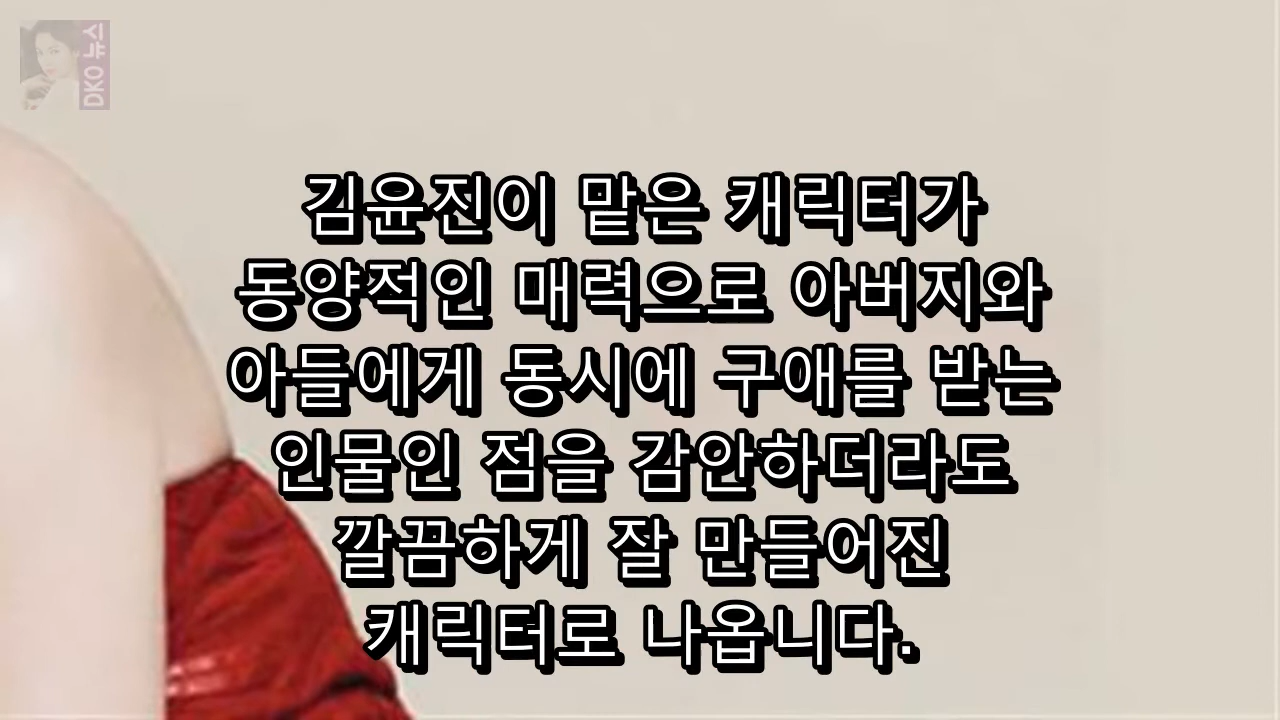 DKO 뉴스
김윤진이 맡은 캐릭터가
동양적인 매력으로 아버지와
아들에게 동시에 구애를 받는
인물인 점을 감안하더라도
깔끔하게 잘 만들어진
캐릭터로 나옵니다.